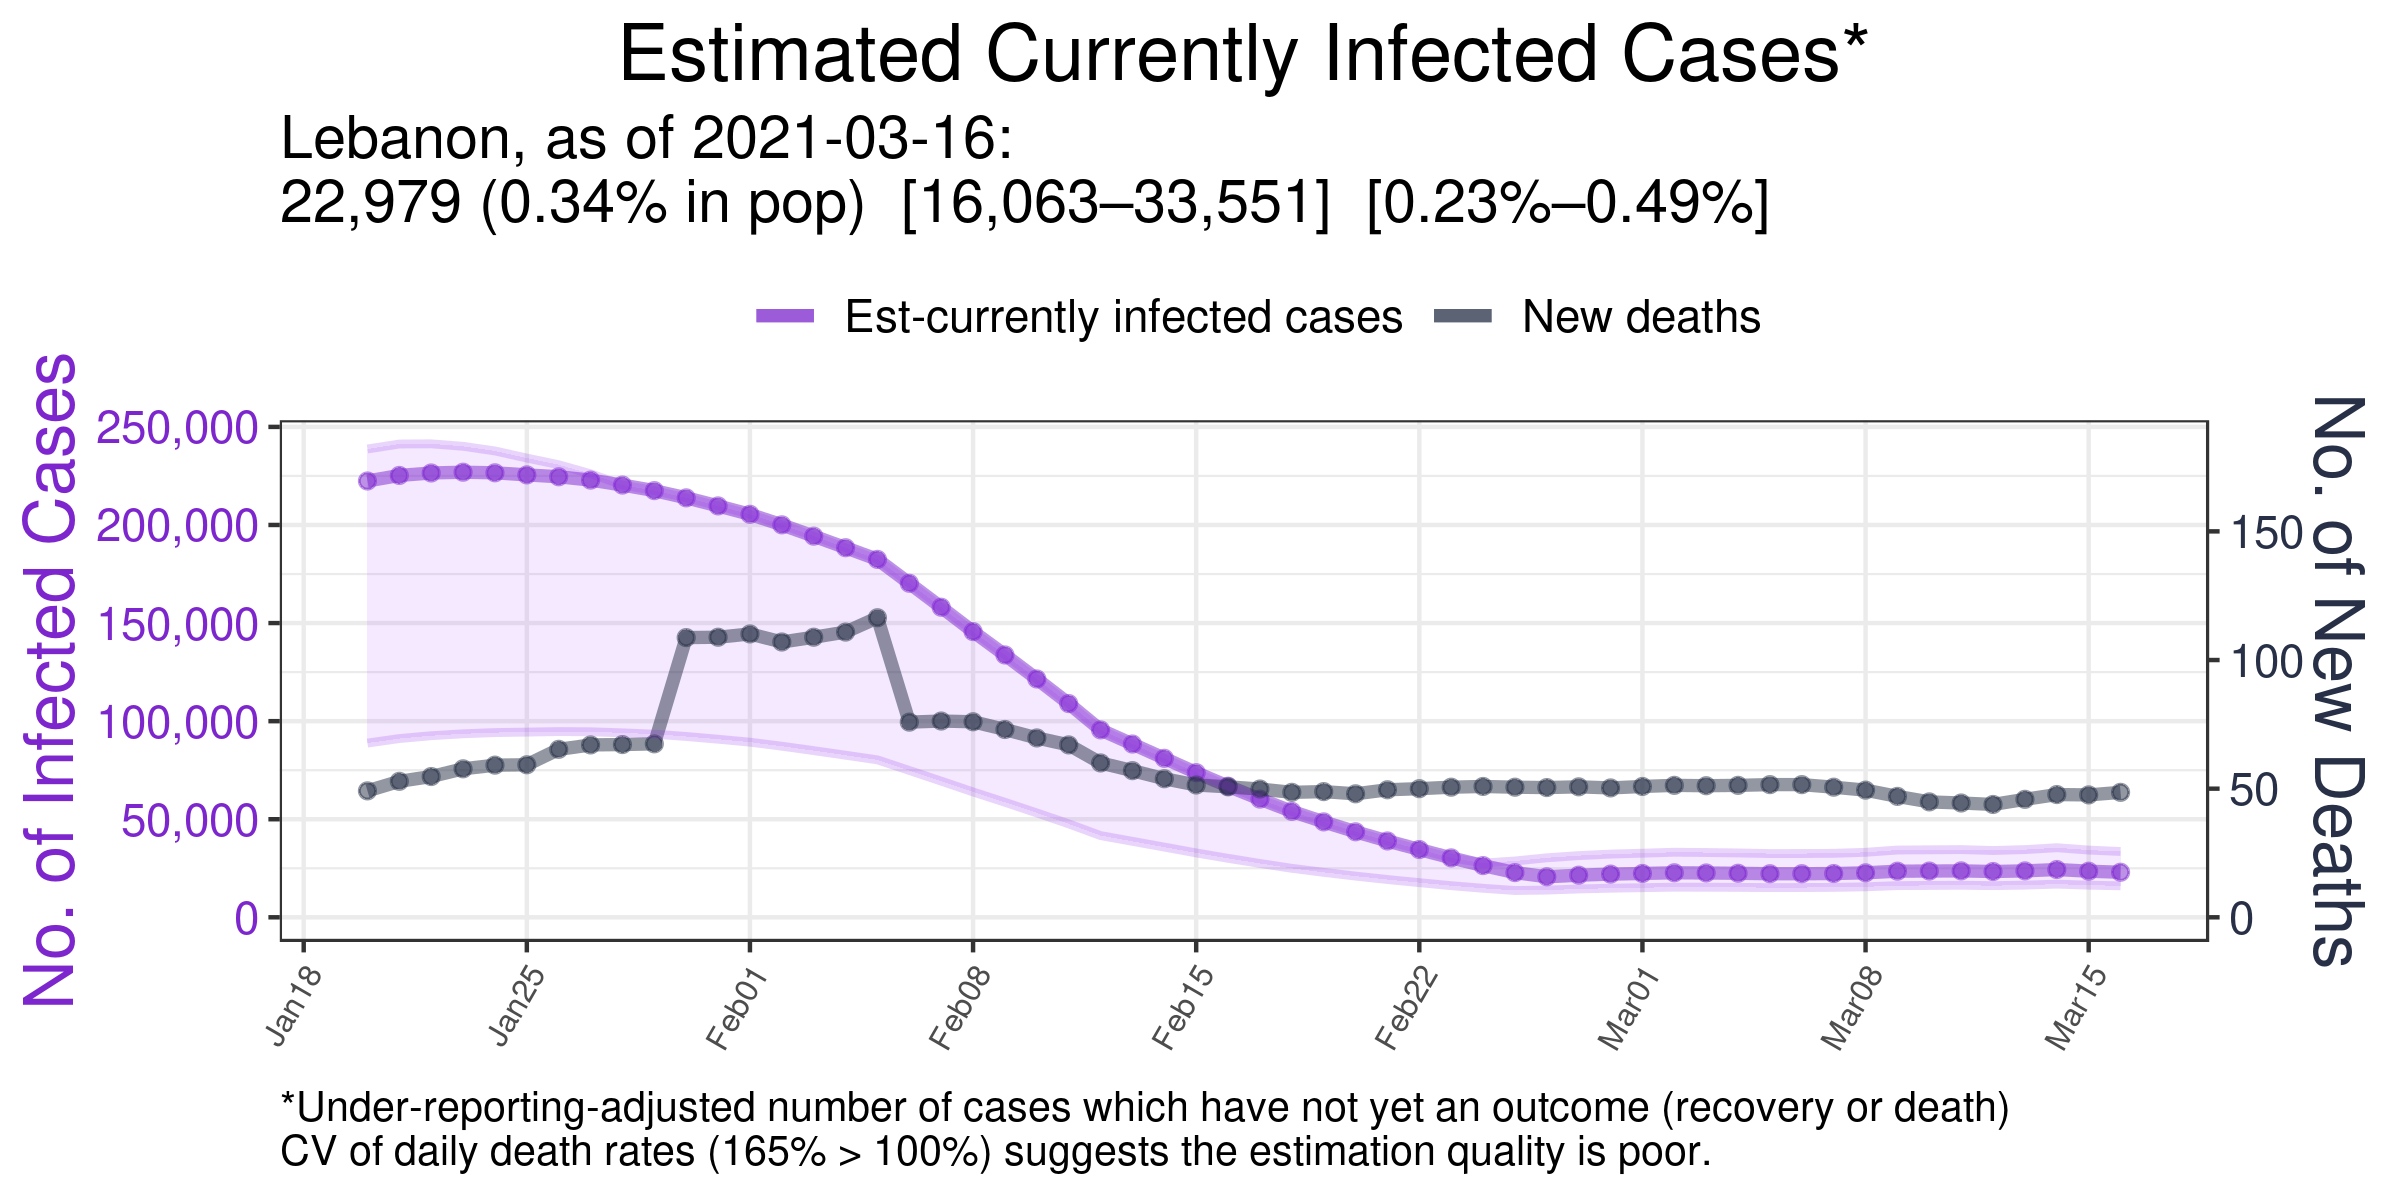 Estimated Currently Infected Cases*
Lebanon, as of 2021-03-16:
22,979 (0.34% in pop)  [16,063–33,551]  [0.23%–0.49%]
Est-currently infected cases
New deaths
No. of Infected Cases
250,000
200,000
150,000
100,000
50,000
0
No. of New Deaths
150
100
50
0
Jan18
Jan25
Feb01
Feb08
Feb15
Feb22
Mar01
Mar08
Mar15
*Under-reporting-adjusted number of cases which have not yet an outcome (recovery or death)
CV of daily death rates (165% > 100%) suggests the estimation quality is poor.